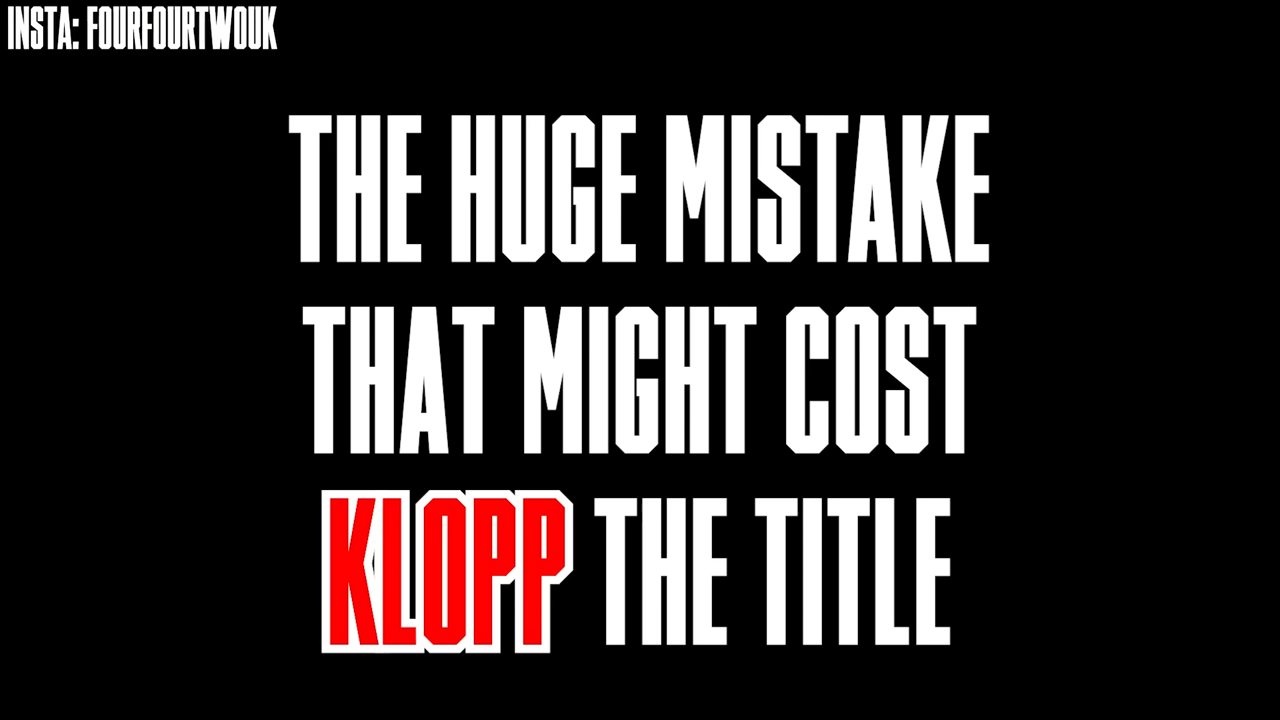 INSTA: FOURFOURTWOUK
THE HUGE MISTAKE
THAT MIGHT COST
KLOPP THE TITLE